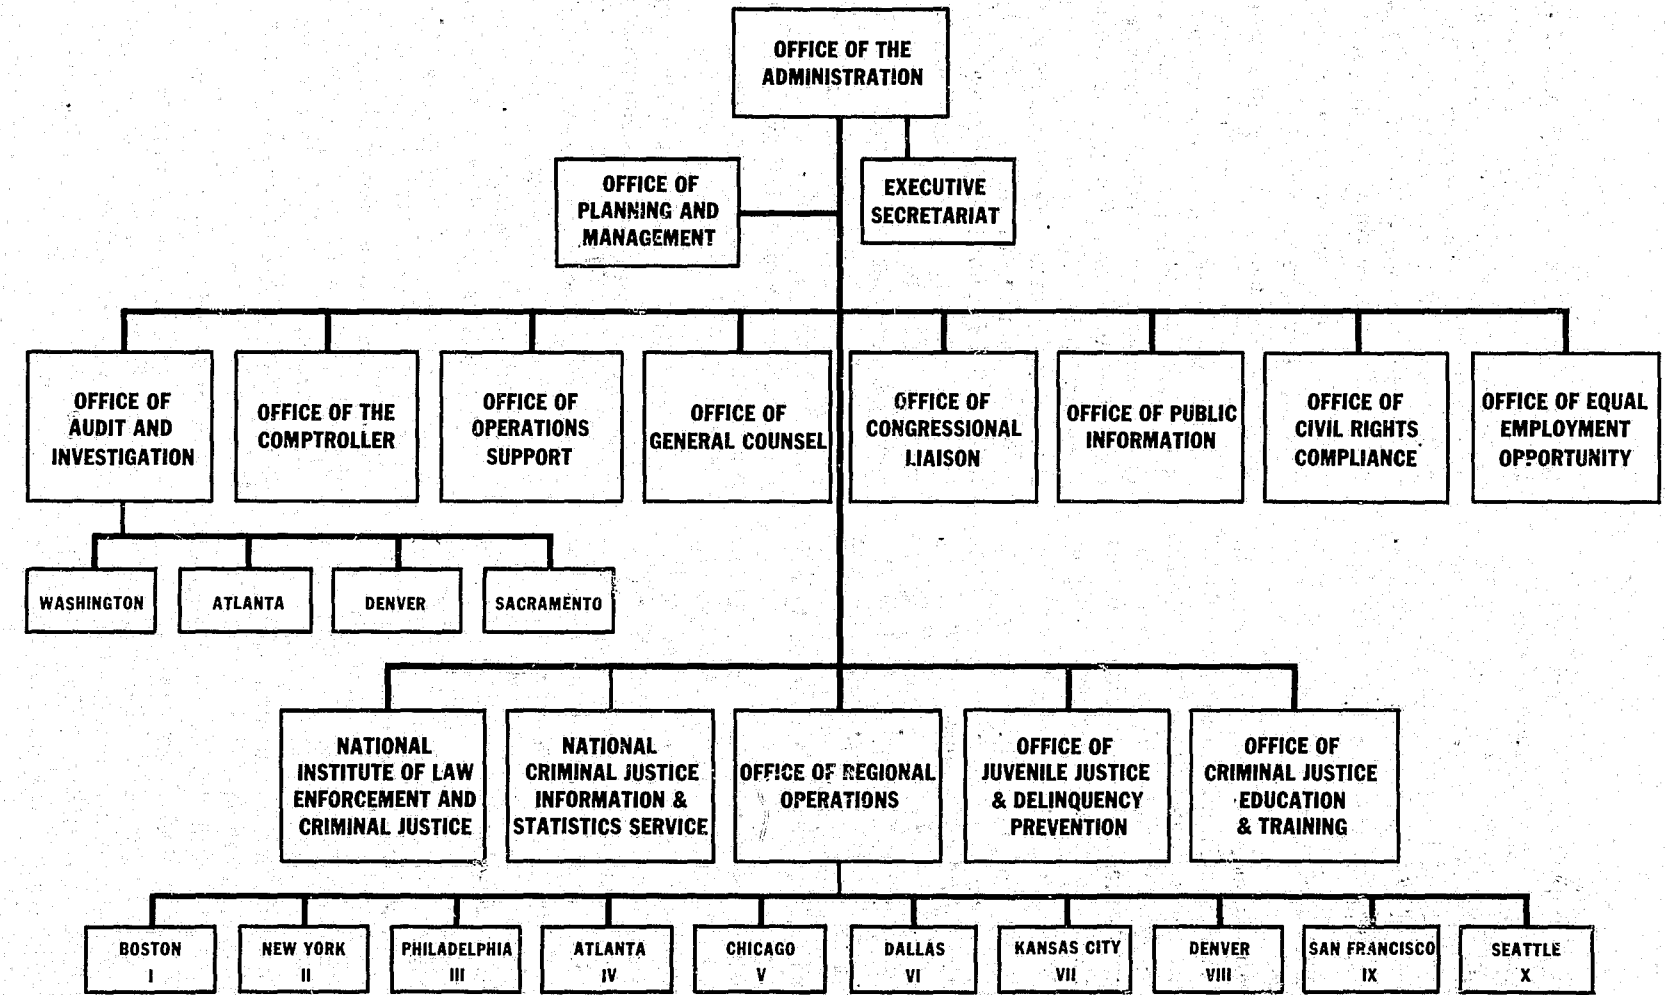 OFFICE OF THE
ADMINISTRATION
OFFICE OF
PLANNING AND
MANAGEMENT
EXECUTIVE
SECRETARIAT
OFFICE OF
AUDIT AND
INVESTIGATION
OFFICE OF THE
COMPTROLLER
OFFICE OF
OPERATIONS
SUPPORT
OFFICE OF
GENERAL COUNSEL
OFFICE OF
CONGRESSIONAL
LIAISON
OFFICE OF PUBLIC
INFORMATION
OFFICE OF
CIVIL RIGHTS
COMPLIANCE
OFFICE OF EQUAL
EMPLOYMENT
OPPORTUNITY
WASHINGTON
ATLANTA
DENVER
SACRAMENTO
NATIONAL
INSTITUTE OF LAW
ENFORCEMENT AND
CRIMINAL JUSTICE
NATIONAL
CRIMINAL JUSTICE
INFORMATION &
STATISTICS SERVICE
OFFICE OF REGIONAL
OPERATIONS
OFFICE OF
JUVENILE JUSTICE
& DELINQUENCY
PREVENTION
OFFICE OF
CRIMINAL JUSTICE
EDUCATION
& TRAINING
BOSTON
I
NEW YORK
II
PHILADELPHIA
III
ATLANTA
IV
CHICAGO
V
DALLAS
VI
KANSAS CITY
VII
DENVER
VIII
SAN FRANCISCO
IX
SEATTLE
X